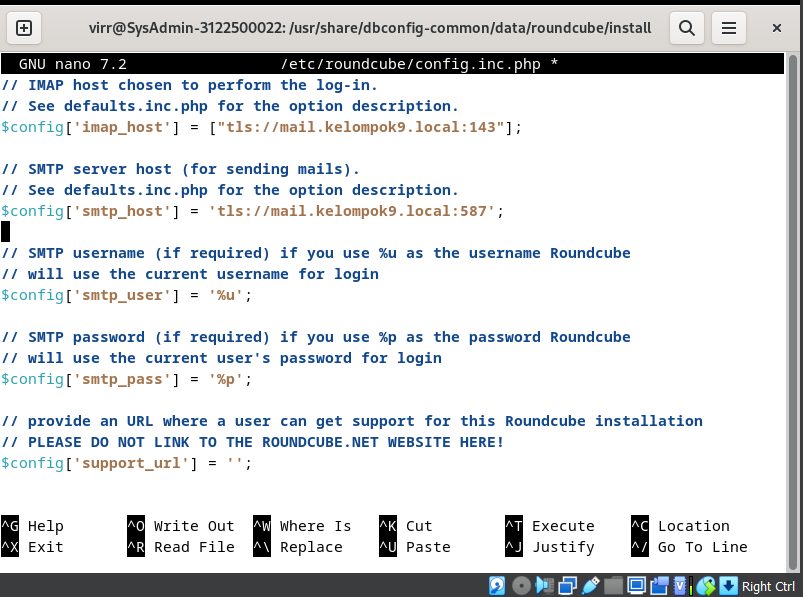 virr@SysAdmin-3122500022: /usr/share/dbconfig-common/data/roundcube/install
GNU nano 7.2 /etc/roundcube/config.inc.php *
// IMAP host chosen to perform the log-in.
// See defaults.inc.php for the option description.
$config['imap_host'] = ["tls://mail.kelompok9.local:143"];
// SMTP server host (for sending mails).
// See defaults.inc.php for the option description.
$config['smtp_host'] = 'tls://mail.kelompok9.local:587';
// SMTP username (if required) if you use %u as the username Roundcube
// will use the current username for login
$config['smtp_user'] = '%u';
// SMTP password (if required) if you use %p as the password Roundcube
// will use the current user's password for login
$config['smtp_pass'] = '%p';
// provide an URL where a user can get support for this Roundcube installation
// PLEASE DO NOT LINK TO THE ROUNDCUBE.NET WEBSITE HERE!
$config['support_url'] = '';
^G Help ^O Write Out ^W Where Is ^K Cut ^T Execute ^C Location
^X Exit ^R Read File ^\ Replace ^U Paste ^J Justify ^/ Go To Line
Right Ctrl